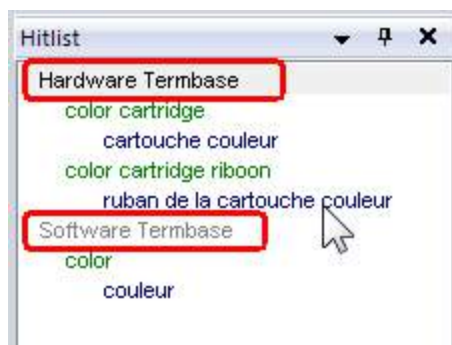 Hitlist
Hardware Termbase
color cartridge
cartouche couleur
color cartridge riboon
ruban de la cartouche couleur
Software Termbase
color
couleur